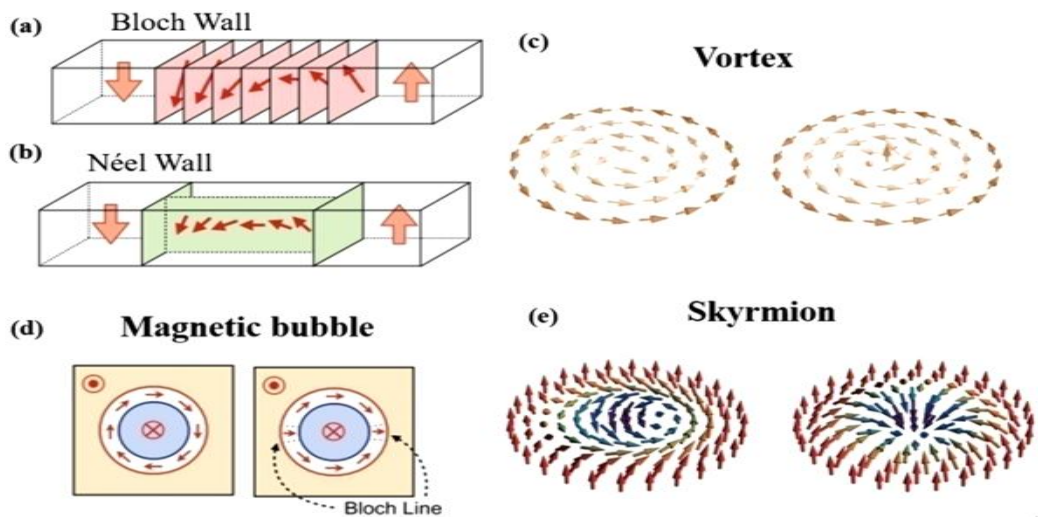 (a)
Bloch Wall
(b)
Néel Wall
(c)
Vortex
(d)
Magnetic bubble
Bloch Line
(e)
Skyrmion